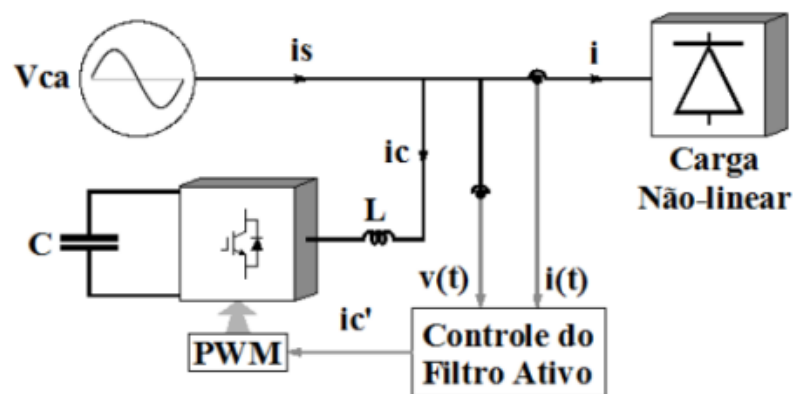 Vca
is
i
ic
Carga
Não-linear
L
C
v(t)
i(t)
ic'
PWM
Controle do
Filtro Ativo